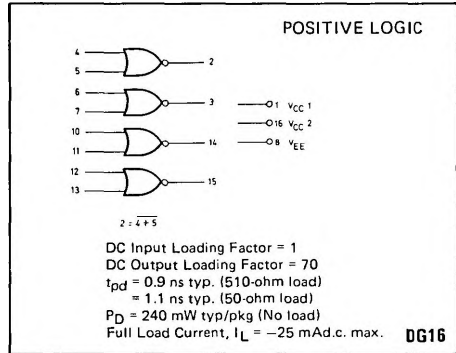 POSITIVE LOGIC
4
5
2
6
7
3
1 VCC 1
16 VCC 2
8 VEE
10
11
14
12
13
15
2 = \overline{4+5}
DC Input Loading Factor = 1
DC Output Loading Factor = 70
tpd = 0.9 ns typ. (510-ohm load)
= 1.1 ns typ. (50-ohm load)
PD = 240 mW typ/pkg (No load)
Full Load Current, IL = −25 mAd.c. max.
DG16